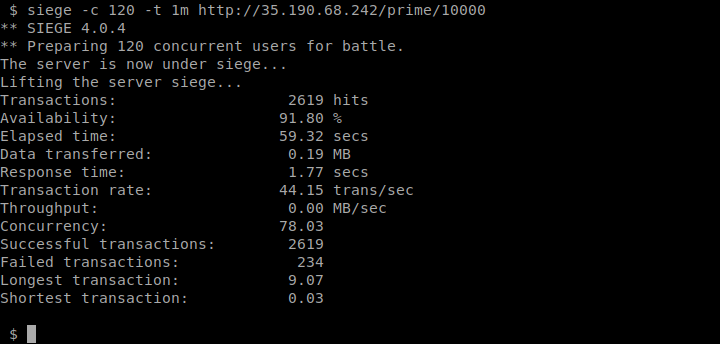 $ siege -c 120 -t 1m http://35.190.68.242/prime/10000
** SIEGE 4.0.4
** Preparing 120 concurrent users for battle.
The server is now under siege...
Lifting the server siege...
Transactions: 2619 hits
Availability: 91.80 %
Elapsed time: 59.32 secs
Data transferred: 0.19 MB
Response time: 1.77 secs
Transaction rate: 44.15 trans/sec
Throughput: 0.00 MB/sec
Concurrency: 78.03
Successful transactions: 2619
Failed transactions: 234
Longest transaction: 9.07
Shortest transaction: 0.03
$